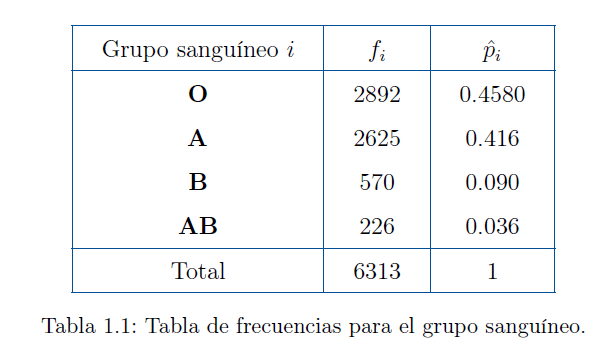 Grupo sanguíneo i f_i p̂_i
O 2892 0.4580
A 2625 0.416
B 570 0.090
AB 226 0.036
Total 6313 1
Tabla 1.1: Tabla de frecuencias para el grupo sanguíneo.